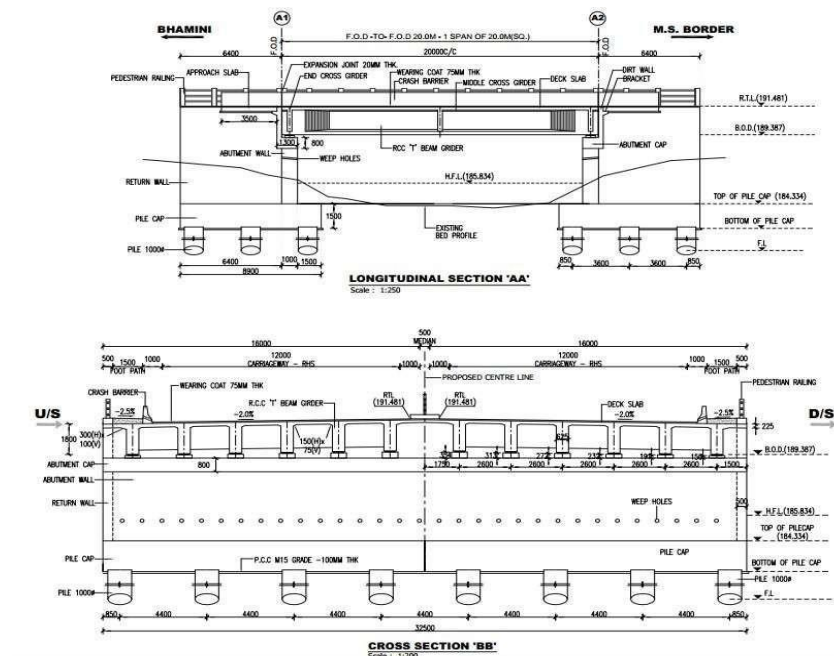 A1
A2
BHAMINI
M.S. BORDER
F.O.D
F.O.D -TO- F.O.D 20.0M - 1 SPAN OF 20.0M(SQ.)
F.O.D
6400
20000C/C
6400
EXPANSION JOINT 20MM THK.
END CROSS GIRDER
WEARING COAT 75MM THK
CRASH BARRIER
MIDDLE CROSS GIRDER
DECK SLAB
DIRT WALL
BRACKET
PEDESTRIAN RAILING
APPROACH SLAB
R.T.L.(191.481)
3500
B.O.D(189.387)
1300
800
ABUTMENT WALL
RCC "T" BEAM GRIDER
ABUTMENT CAP
WEEP HOLES
RETURN WALL
H.F.L.(185.834)
TOP OF PILE CAP (184.334)
PILE CAP
1500
EXISTING
BED PROFILE
BOTTOM OF PILE CAP
PILE 1000#
F.L
6400
1000
1500
8900
850
3600
3600
850
LONGITUDINAL SECTION 'AA'
Scale : 1:250
16000
500
MEDIAN
16000
500
1500
1000
12000
1000
1000
12000
1000
1500
500
FOOT PATH
CARRIAGEWAY - RHS
CARRIAGEWAY - RHS
FOOT PATH
CRASH BARRIER
WEARING COAT 75MM THK
PROPOSED CENTRE LINE
PEDESTRIAN RAILING
R.C.C "T" BEAM GIRDER
RTL
(191.481)
RTL
(191.481)
DECK SLAB
U/S
-2.5%
-2.0%
-2.0%
-2.5%
D/S
300(H)x
100(V)
1800
150(H)x
75(V)
625
225
B.O.D.(189.387)
ABUTMENT CAP
800
1750
2600
2600
2600
2600
2600
1500
ABUTMENT WALL
RETURN WALL
WEEP HOLES
500
H.F.L.(185.834)
TOP OF PILECAP
(184.334)
PILE CAP
P.C.C M15 GRADE -100MM THK
PILE CAP
BOTTOM OF PILE CAP
PILE 1000#
PILE 1000#
F.L
850
4400
4400
4400
4400
4400
4400
4400
850
32500
CROSS SECTION 'BB'
Scale : 1:200